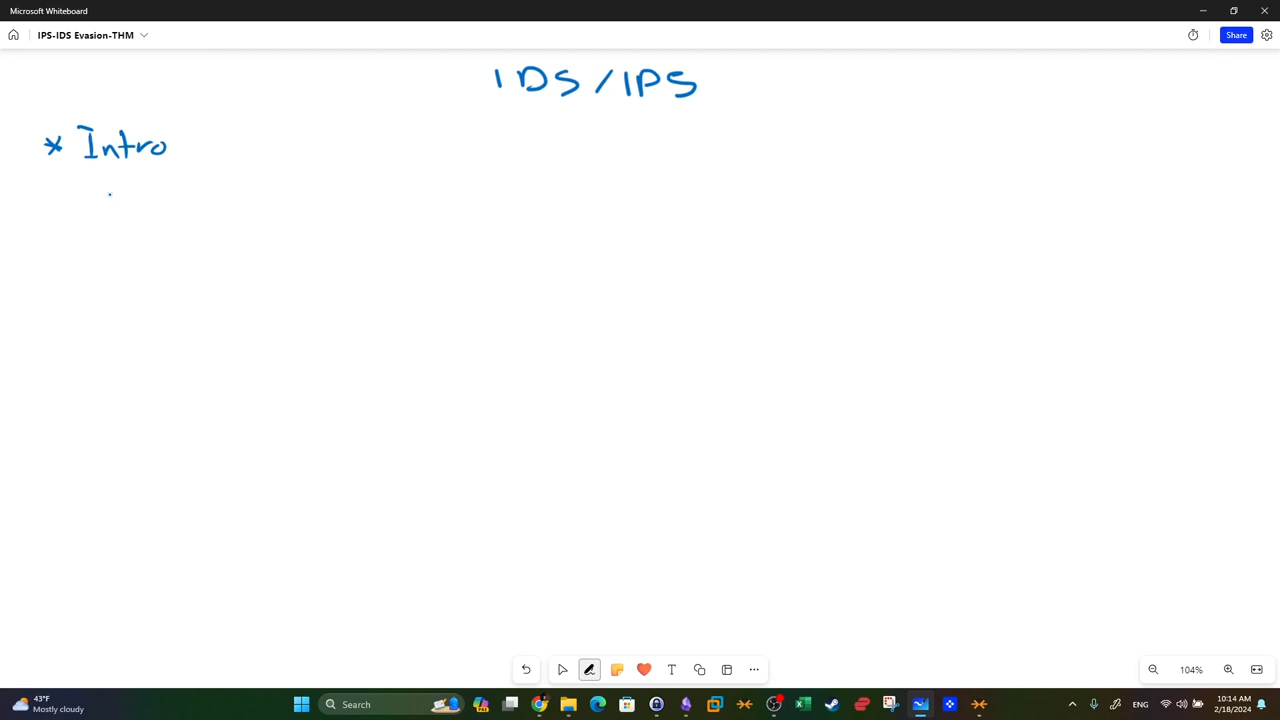 Microsoft Whiteboard
IPS-IDS Evasion-THM
Share
IDS/IPS
* Intro
T
104%
43°F
Mostly cloudy
Search
ENG
10:14 AM
2/18/2024